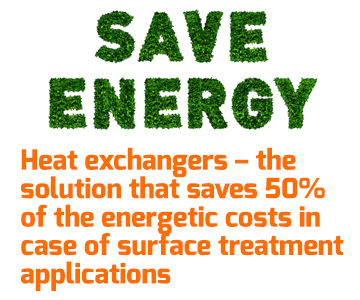 SAVE
ENERGY
Heat exchangers – the
solution that saves 50%
of the energetic costs in
case of surface treatment
applications